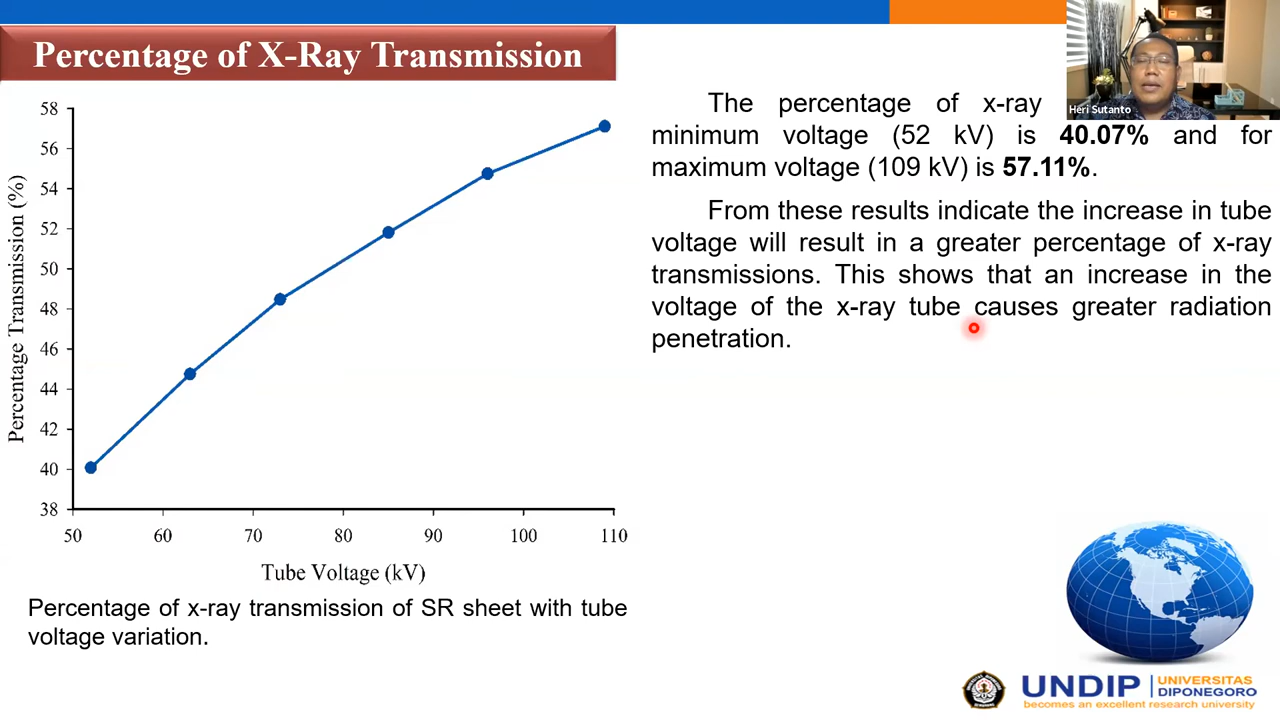 Percentage of X-Ray Transmission
58
56
54
52
50
48
46
44
42
40
38
Percentage Transmission (%)
50 60 70 80 90 100 110
Tube Voltage (kV)
Percentage of x-ray transmission of SR sheet with tube
voltage variation.
Heri Sutanto
The percentage of x-ray
minimum voltage (52 kV) is 40.07% and for
maximum voltage (109 kV) is 57.11%.
From these results indicate the increase in tube
voltage will result in a greater percentage of x-ray
transmissions. This shows that an increase in the
voltage of the x-ray tube causes greater radiation
penetration.
UNDIP
UNIVERSITAS
DIPONEGORO
becomes an excellent research university